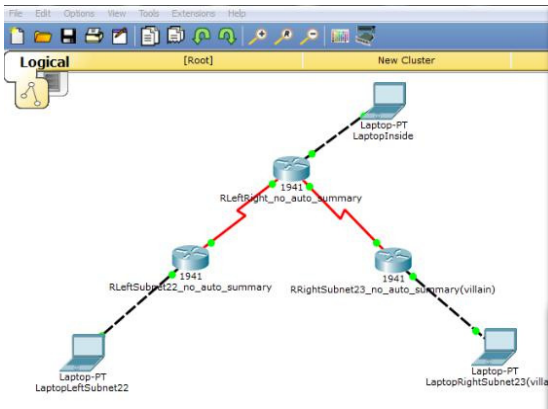 File Edit Options View Tools Extensions Help
Logical [Root] New Cluster
Laptop-PT
LaptopInside
1941
RLeftRight_no_auto_summary
1941
RLeftSubnet22_no_auto_summary
1941
RRightSubnet23_no_auto_summary(villain)
Laptop-PT
LaptopLeftSubnet22
Laptop-PT
LaptopRightSubnet23(villa